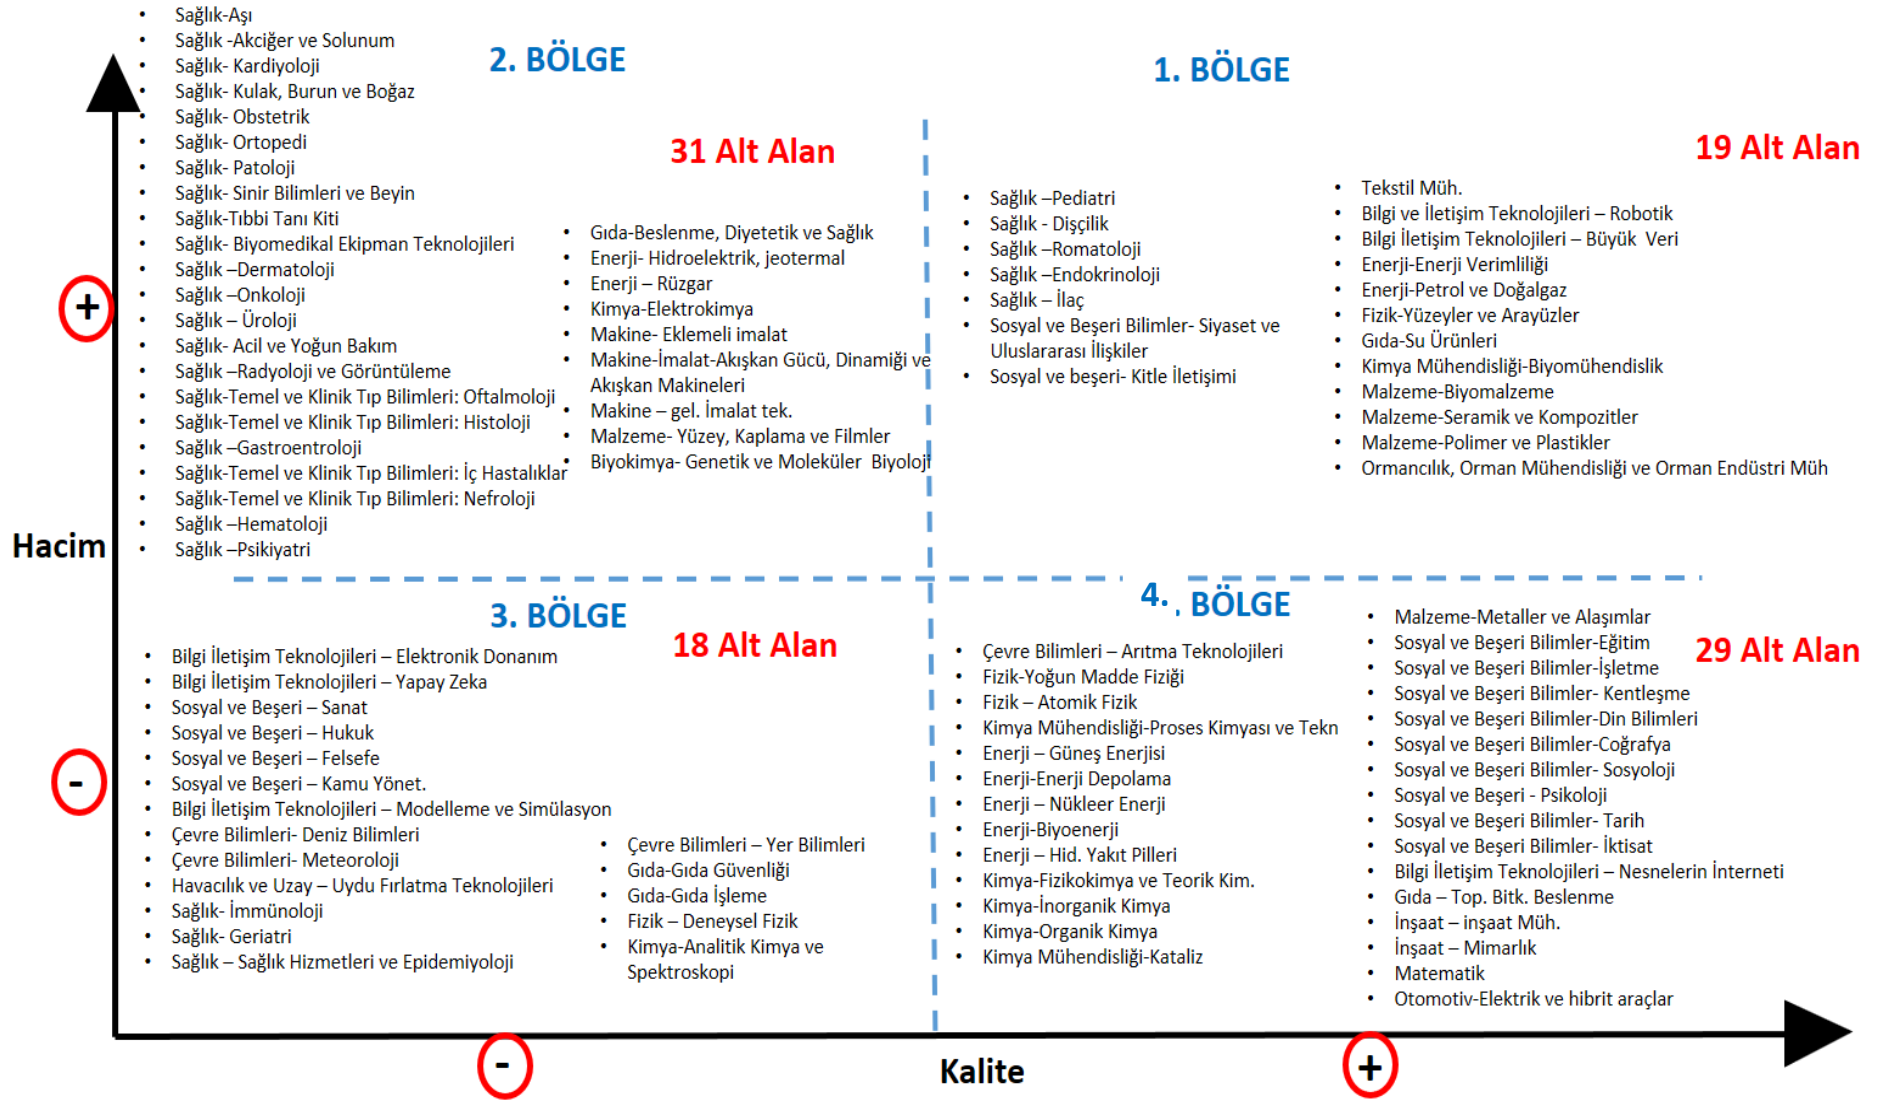 • Sağlık-Aşı
• Sağlık -Akciğer ve Solunum
• Sağlık- Kardiyoloji
• Sağlık- Kulak, Burun ve Boğaz
• Sağlık- Obstetrik
• Sağlık- Ortopedi
• Sağlık- Patoloji
• Sağlık- Sinir Bilimleri ve Beyin
• Sağlık-Tıbbi Tanı Kiti
• Sağlık- Biyomedikal Ekipman Teknolojileri
• Sağlık –Dermatoloji
• Sağlık –Onkoloji
• Sağlık – Üroloji
• Sağlık- Acil ve Yoğun Bakım
• Sağlık –Radyoloji ve Görüntüleme
• Sağlık-Temel ve Klinik Tıp Bilimleri: Oftalmoloji
• Sağlık-Temel ve Klinik Tıp Bilimleri: Histoloji
• Sağlık –Gastroentroloji
• Sağlık-Temel ve Klinik Tıp Bilimleri: İç Hastalıklar
• Sağlık-Temel ve Klinik Tıp Bilimleri: Nefroloji
• Sağlık –Hematoloji
• Sağlık –Psikiyatri
2. BÖLGE
31 Alt Alan
• Gıda-Beslenme, Diyetetik ve Sağlık
• Enerji- Hidroelektrik, jeotermal
• Enerji – Rüzgar
• Kimya-Elektrokimya
• Makine- Eklemeli imalat
• Makine-İmalat-Akışkan Gücü, Dinamiği ve
Akışkan Makineleri
• Makine – gel. İmalat tek.
• Malzeme- Yüzey, Kaplama ve Filmler
• Biyokimya- Genetik ve Moleküler Biyoloji
1. BÖLGE
19 Alt Alan
• Sağlık –Pediatri
• Sağlık - Dişçilik
• Sağlık –Romatoloji
• Sağlık –Endokrinoloji
• Sağlık – İlaç
• Sosyal ve Beşeri Bilimler- Siyaset ve
Uluslararası İlişkiler
• Sosyal ve beşeri- Kitle İletişimi
• Tekstil Müh.
• Bilgi ve İletişim Teknolojileri – Robotik
• Bilgi İletişim Teknolojileri – Büyük Veri
• Enerji-Enerji Verimliliği
• Enerji-Petrol ve Doğalgaz
• Fizik-Yüzeyler ve Arayüzler
• Gıda-Su Ürünleri
• Kimya Mühendisliği-Biyomühendislik
• Malzeme-Biyomalzeme
• Malzeme-Seramik ve Kompozitler
• Malzeme-Polimer ve Plastikler
• Ormancılık, Orman Mühendisliği ve Orman Endüstri Müh
+
Hacim
-
3. BÖLGE
18 Alt Alan
• Bilgi İletişim Teknolojileri – Elektronik Donanım
• Bilgi İletişim Teknolojileri – Yapay Zeka
• Sosyal ve Beşeri – Sanat
• Sosyal ve Beşeri – Hukuk
• Sosyal ve Beşeri – Felsefe
• Sosyal ve Beşeri – Kamu Yönet.
• Bilgi İletişim Teknolojileri – Modelleme ve Simülasyon
• Çevre Bilimleri- Deniz Bilimleri
• Çevre Bilimleri- Meteoroloji
• Havacılık ve Uzay – Uydu Fırlatma Teknolojileri
• Sağlık- İmmünoloji
• Sağlık- Geriatri
• Sağlık – Sağlık Hizmetleri ve Epidemiyoloji
• Çevre Bilimleri – Yer Bilimleri
• Gıda-Gıda Güvenliği
• Gıda-Gıda İşleme
• Fizik – Deneysel Fizik
• Kimya-Analitik Kimya ve
Spektroskopi
4. . BÖLGE
29 Alt Alan
• Çevre Bilimleri – Arıtma Teknolojileri
• Fizik-Yoğun Madde Fiziği
• Fizik – Atomik Fizik
• Kimya Mühendisliği-Proses Kimyası ve Tekn
• Enerji – Güneş Enerjisi
• Enerji-Enerji Depolama
• Enerji – Nükleer Enerji
• Enerji-Biyoenerji
• Enerji – Hid. Yakıt Pilleri
• Kimya-Fizikokimya ve Teorik Kim.
• Kimya-İnorganik Kimya
• Kimya-Organik Kimya
• Kimya Mühendisliği-Kataliz
• Malzeme-Metaller ve Alaşımlar
• Sosyal ve Beşeri Bilimler-Eğitim
• Sosyal ve Beşeri Bilimler-İşletme
• Sosyal ve Beşeri Bilimler- Kentleşme
• Sosyal ve Beşeri Bilimler-Din Bilimleri
• Sosyal ve Beşeri Bilimler-Coğrafya
• Sosyal ve Beşeri Bilimler- Sosyoloji
• Sosyal ve Beşeri - Psikoloji
• Sosyal ve Beşeri Bilimler- Tarih
• Sosyal ve Beşeri Bilimler- İktisat
• Bilgi İletişim Teknolojileri – Nesnelerin İnterneti
• Gıda – Top. Bitk. Beslenme
• İnşaat – inşaat Müh.
• İnşaat – Mimarlık
• Matematik
• Otomotiv-Elektrik ve hibrit araçlar
-
Kalite
+